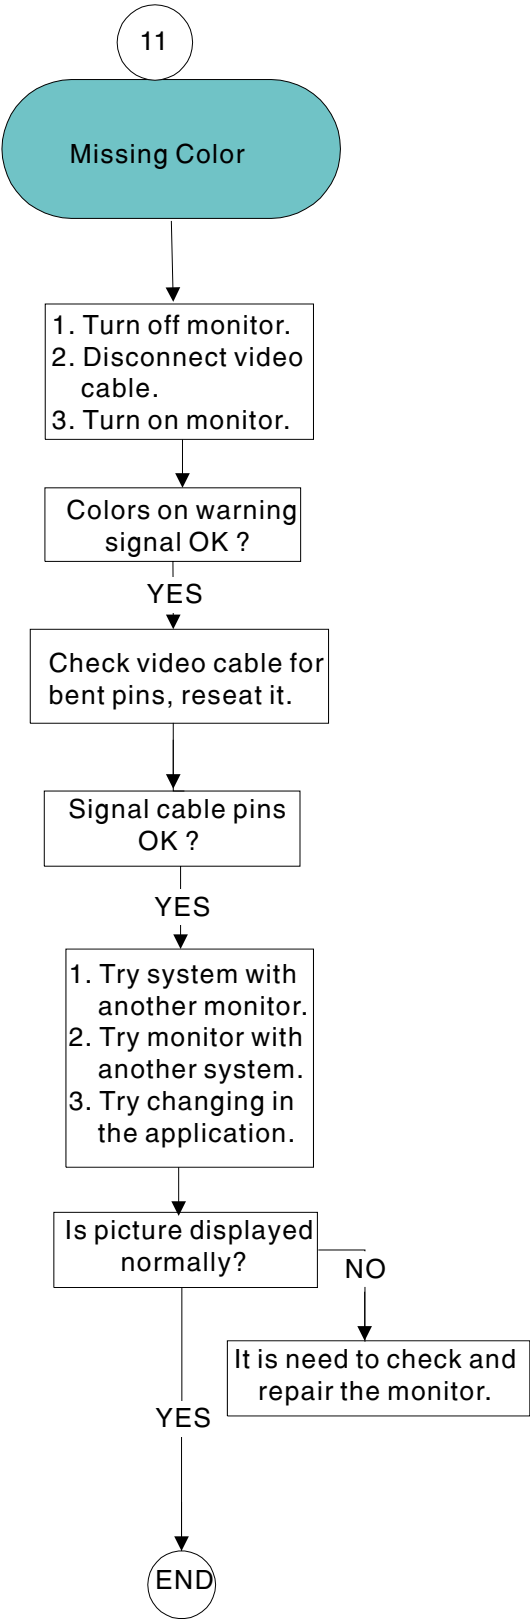 11
Missing Color
1. Turn off monitor.
2. Disconnect video
cable.
3. Turn on monitor.
Colors on warning
signal OK ?
YES
Check video cable for
bent pins, reseat it.
Signal cable pins
OK ?
YES
1. Try system with
another monitor.
2. Try monitor with
another system.
3. Try changing in
the application.
Is picture displayed
normally?
NO
It is need to check and
repair the monitor.
YES
END